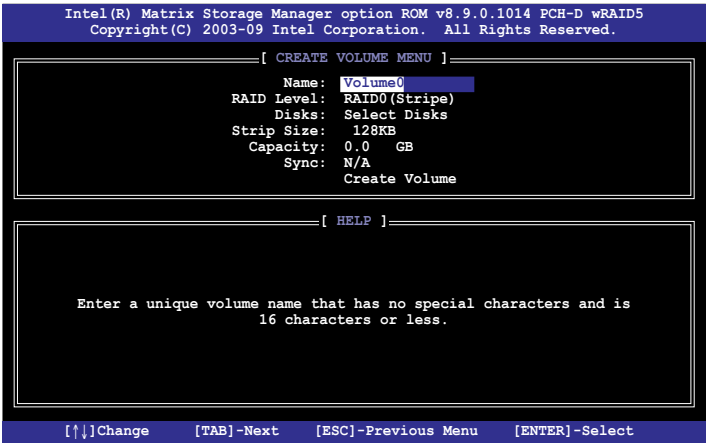 Intel(R) Matrix Storage Manager option ROM v8.9.0.1014 PCH-D wRAID5
Copyright(C) 2003-09 Intel Corporation.  All Rights Reserved.
[ CREATE VOLUME MENU ]
Name: Volume0
RAID Level: RAID0(Stripe)
Disks: Select Disks
Strip Size: 128KB
Capacity: 0.0 GB
Sync: N/A
Create Volume
[ HELP ]
Enter a unique volume name that has no special characters and is
16 characters or less.
[↑↓]Change [TAB]-Next [ESC]-Previous Menu [ENTER]-Select